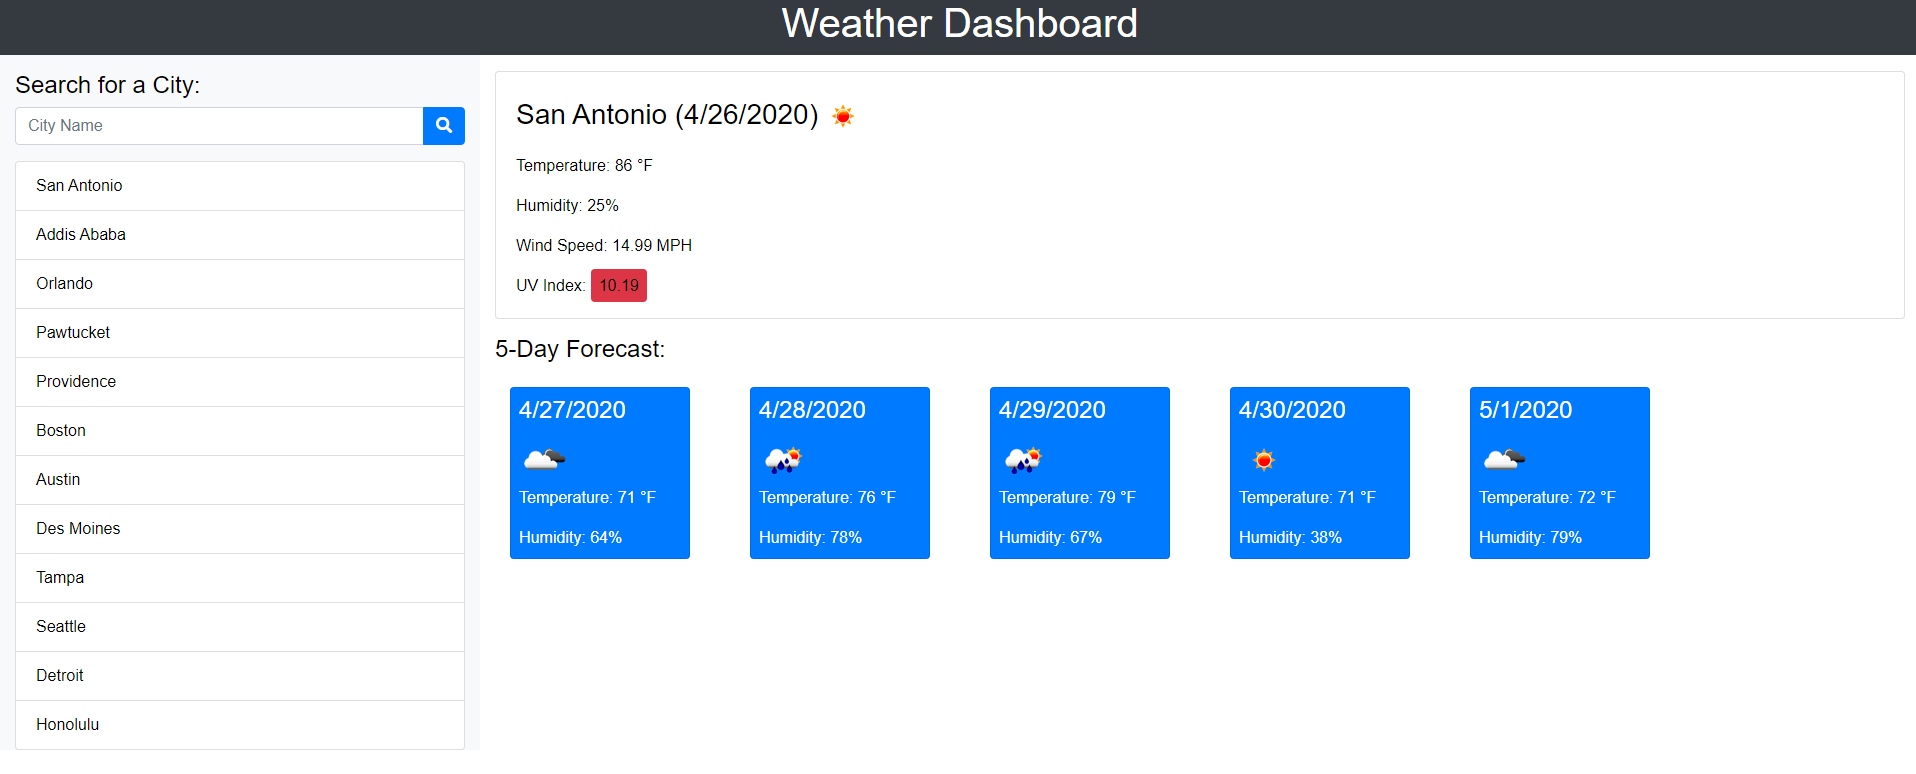 Weather Dashboard
Search for a City:
City Name
San Antonio
Addis Ababa
Orlando
Pawtucket
Providence
Boston
Austin
Des Moines
Tampa
Seattle
Detroit
Honolulu
San Antonio (4/26/2020)
Temperature: 86 °F
Humidity: 25%
Wind Speed: 14.99 MPH
UV Index: 10.19
5-Day Forecast:
4/27/2020
Temperature: 71 °F
Humidity: 64%
4/28/2020
Temperature: 76 °F
Humidity: 78%
4/29/2020
Temperature: 79 °F
Humidity: 67%
4/30/2020
Temperature: 71 °F
Humidity: 38%
5/1/2020
Temperature: 72 °F
Humidity: 79%